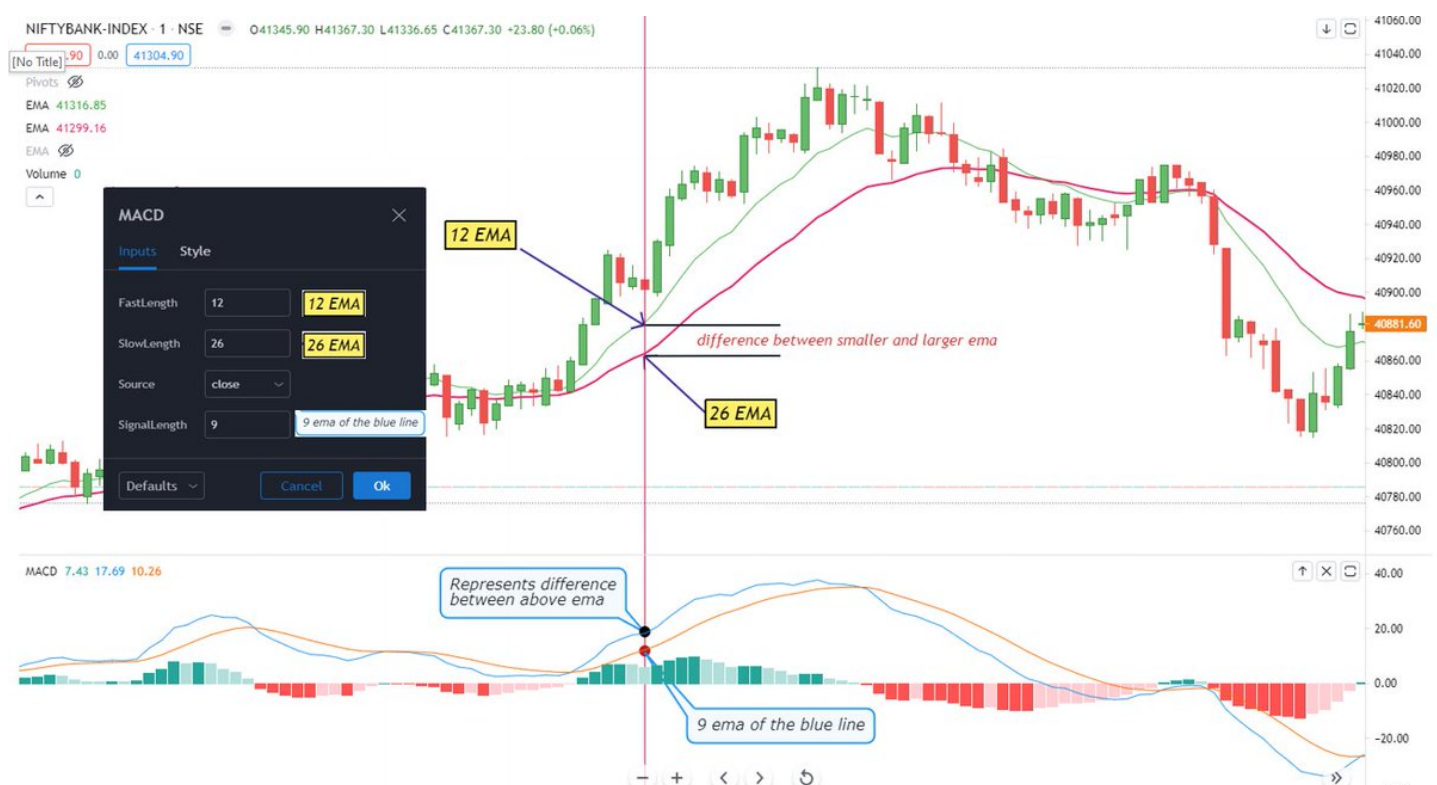 NIFTYBANK-INDEX · 1 · NSE O41345.90 H41367.30 L41336.65 C41367.30 +23.80 (+0.06%)
[No Title] .90 0.00 41304.90
Pivots
EMA 41316.85
EMA 41299.16
EMA
Volume 0
MACD
Inputs Style
FastLength 12 12 EMA
SlowLength 26 26 EMA
Source close
SignalLength 9 9 ema of the blue line
Defaults Cancel Ok
12 EMA
difference between smaller and larger ema
26 EMA
41060.00
41040.00
41020.00
41000.00
40980.00
40960.00
40940.00
40920.00
40900.00
40881.60
40860.00
40840.00
40820.00
40800.00
40780.00
40760.00
MACD 7.43 17.69 10.26
Represents difference
between above ema
9 ema of the blue line
40.00
20.00
0.00
-20.00